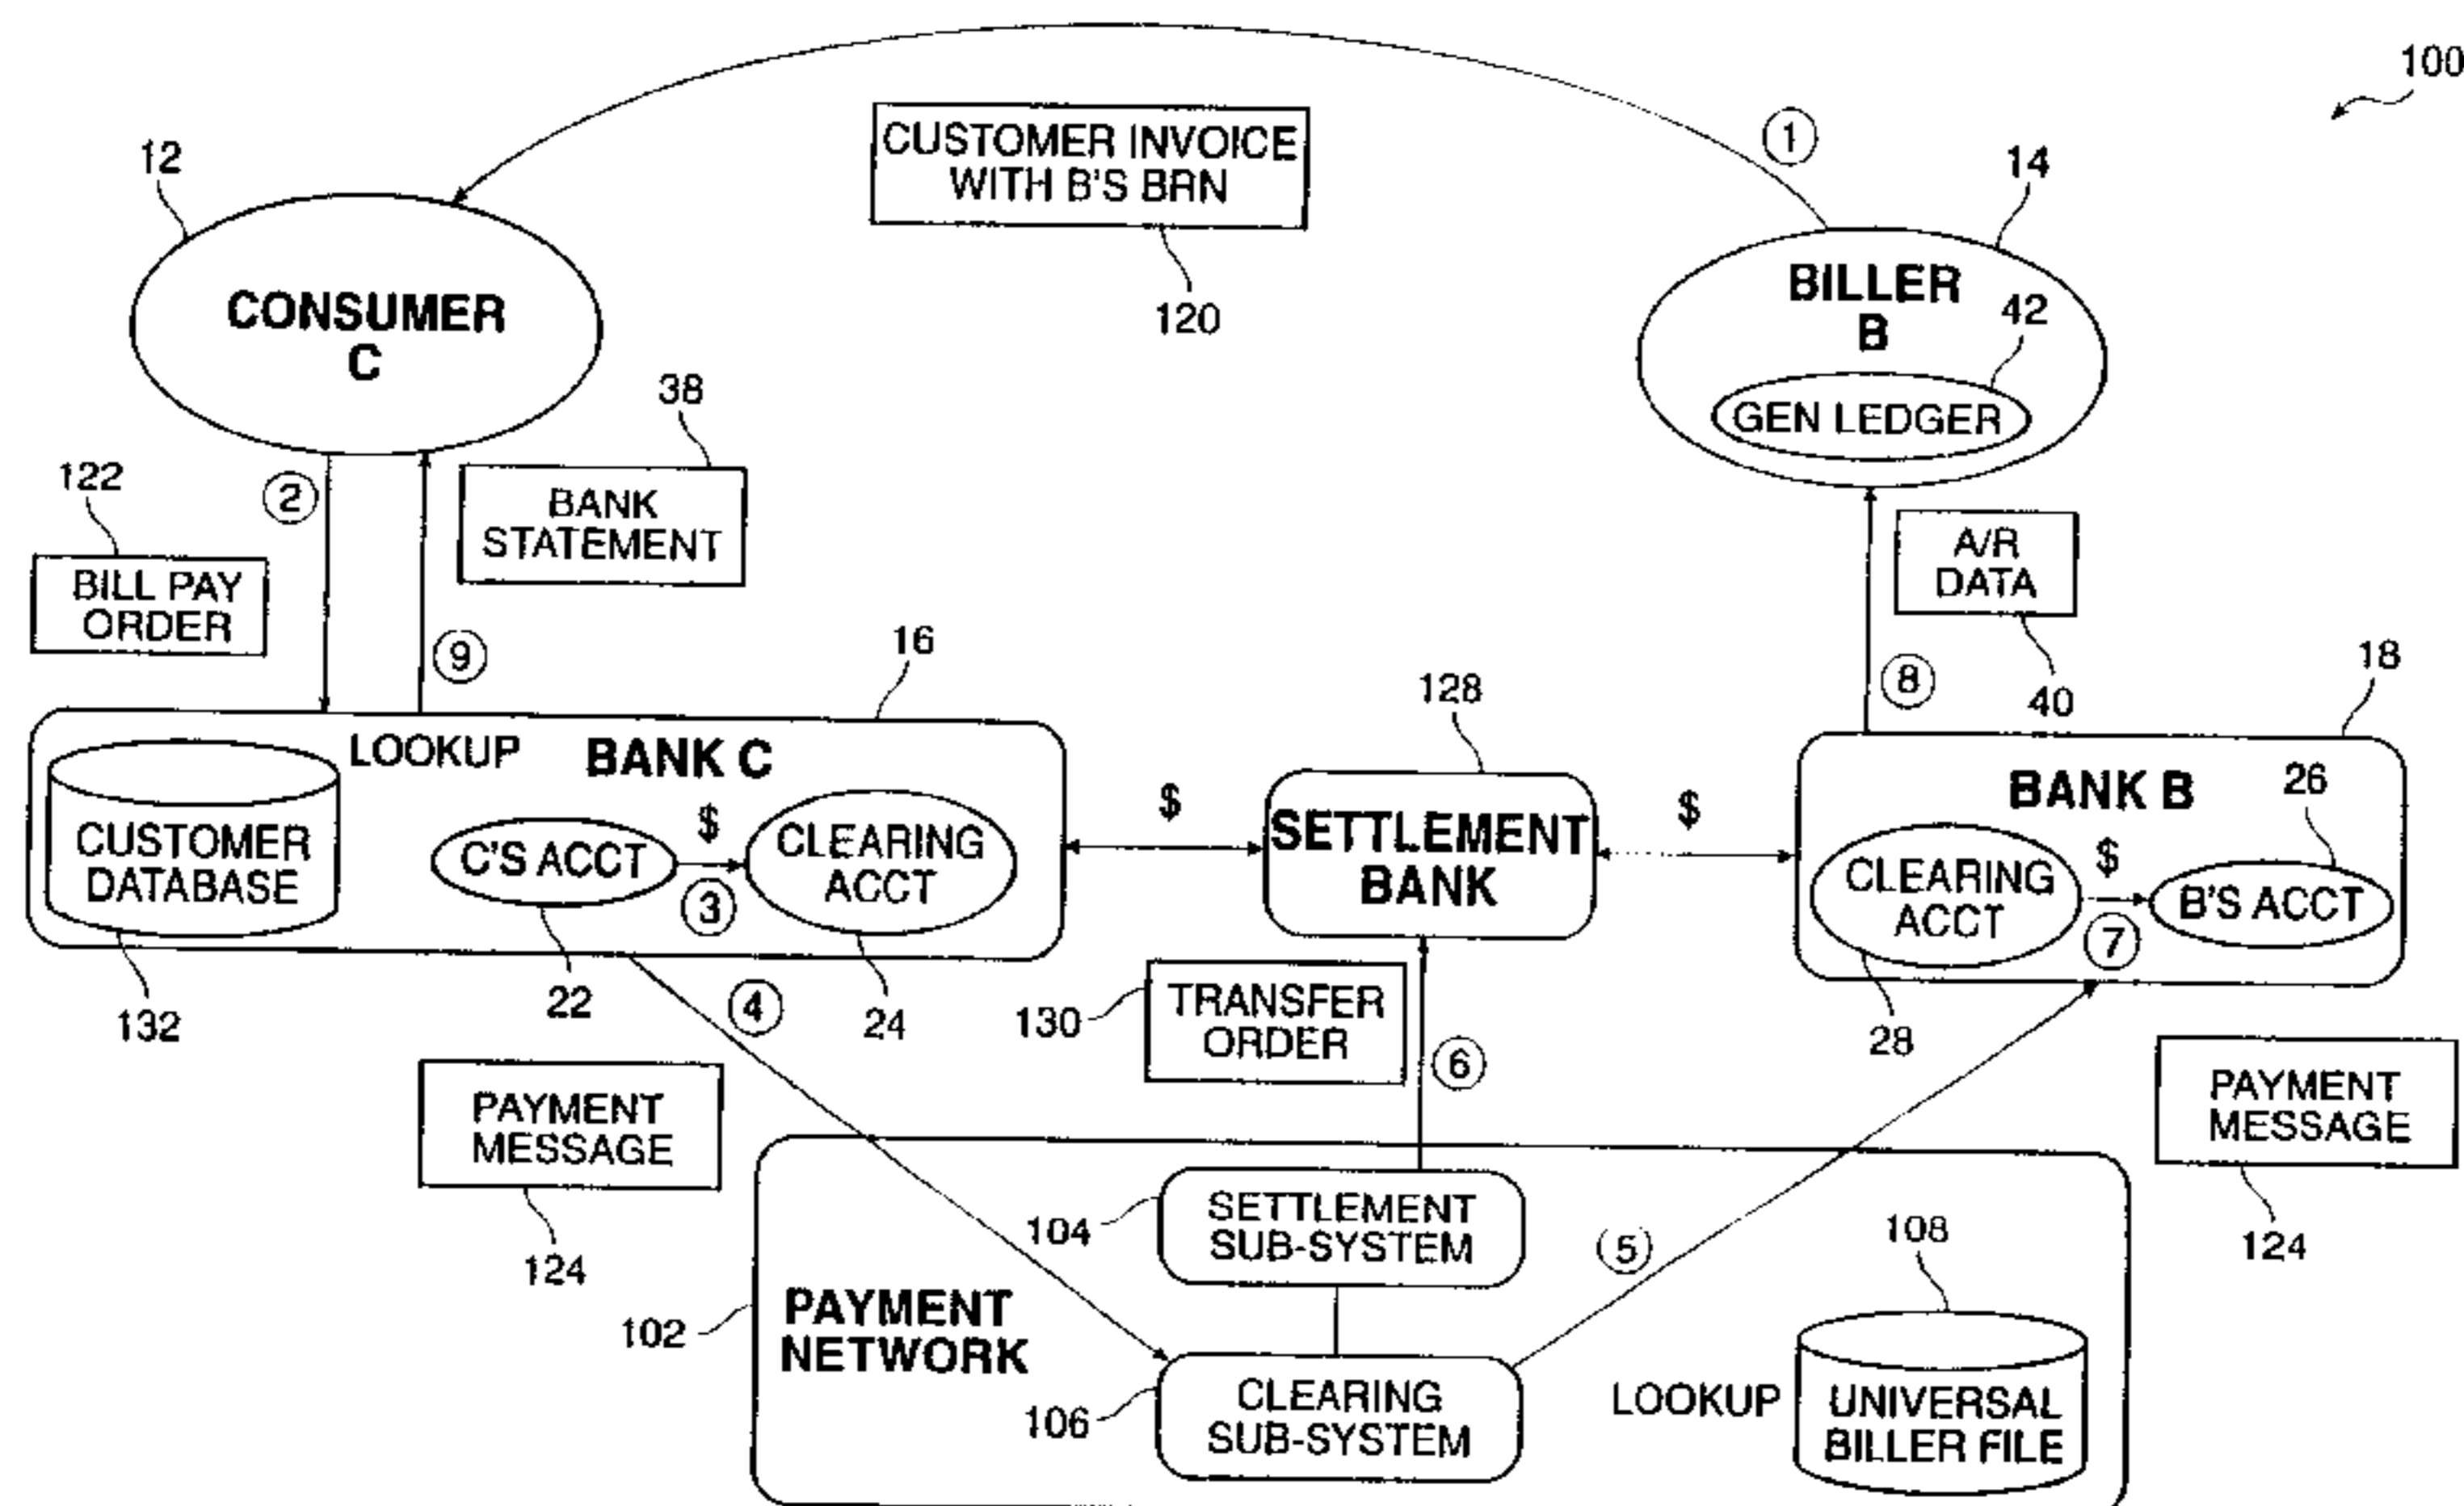 100
1
CUSTOMER INVOICE
WITH B'S BRN
120
12
CONSUMER
C
14
BILLER
B
42
GEN LEDGER
38
BANK
STATEMENT
122
2
BILL PAY
ORDER
9
A/R
DATA
40
8
16
LOOKUP
BANK C
CUSTOMER
DATABASE
132
C'S ACCT
22
$
3
CLEARING
ACCT
24
$
128
SETTLEMENT
BANK
$
18
BANK B
26
CLEARING
ACCT
28
$
7
B'S ACCT
4
PAYMENT
MESSAGE
124
130
TRANSFER
ORDER
6
PAYMENT
MESSAGE
124
5
102
PAYMENT
NETWORK
104
SETTLEMENT
SUB-SYSTEM
106
CLEARING
SUB-SYSTEM
108
LOOKUP
UNIVERSAL
BILLER FILE